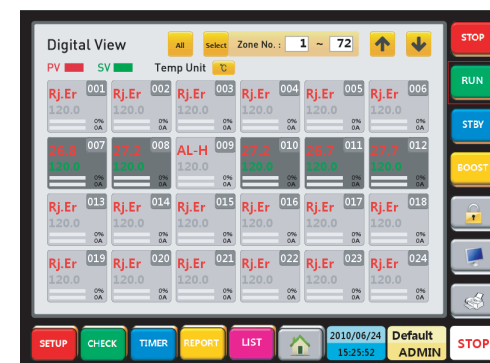 Digital View
All
Select
Zone No. : 1 ~ 72
PV
SV
Temp Unit ℃
Rj.Er 001 Rj.Er 002 Rj.Er 003 Rj.Er 004 Rj.Er 005 Rj.Er 006
120.0 120.0 120.0 120.0 120.0 120.0
0% 0% 0% 0% 0% 0%
0A 0A 0A 0A 0A 0A
26.8 007 27.2 008 AL-H 009 27.2 010 26.7 011 27.7 012
120.0 120.0 120.0 120.0 120.0 120.0
0% 0% 0% 0% 0% 0%
0A 0A 0A 0A 0A 0A
Rj.Er 013 Rj.Er 014 Rj.Er 015 Rj.Er 016 Rj.Er 017 Rj.Er 018
120.0 120.0 120.0 120.0 120.0 120.0
0% 0% 0% 0% 0% 0%
0A 0A 0A 0A 0A 0A
Rj.Er 019 Rj.Er 020 Rj.Er 021 Rj.Er 022 Rj.Er 023 Rj.Er 024
120.0 120.0 120.0 120.0 120.0 120.0
0% 0% 0% 0% 0% 0%
0A 0A 0A 0A 0A 0A
STOP
RUN
STBY
BOOST
SETUP
CHECK
TIMER
REPORT
LIST
2010/06/24
15:25:52
Default
ADMIN
STOP